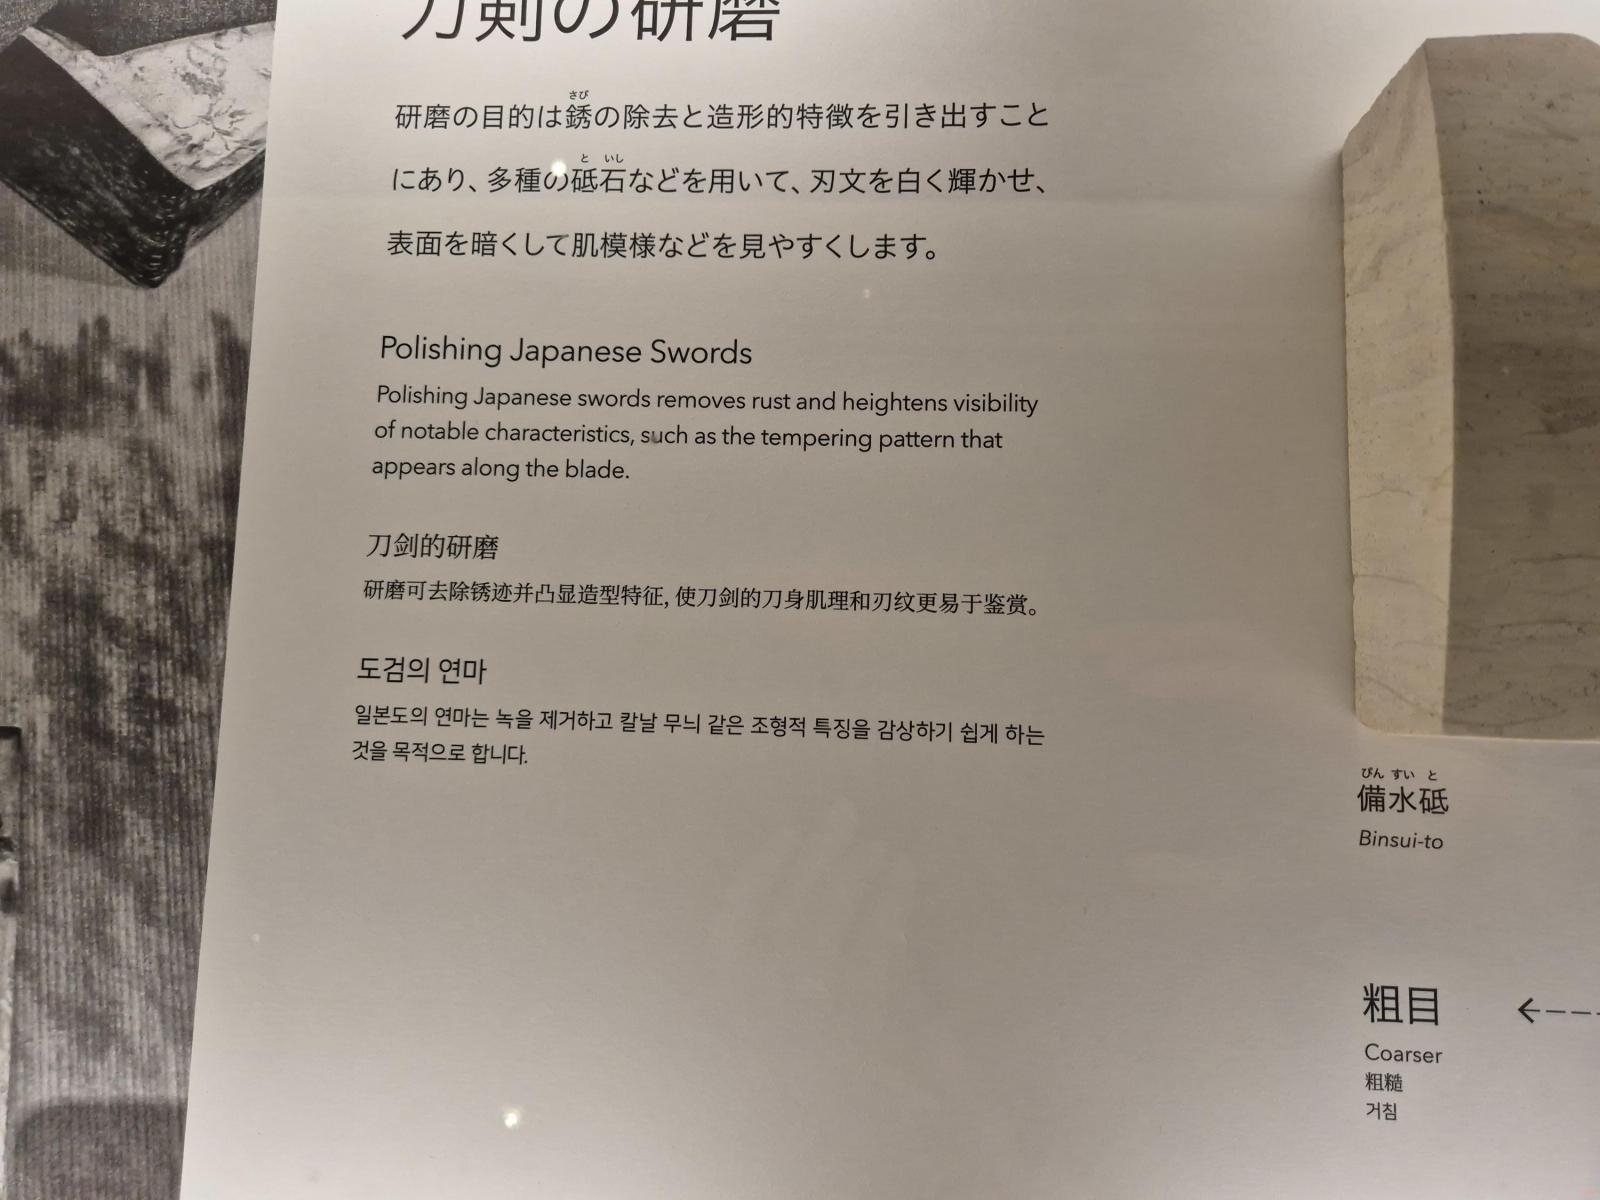 刀剣の研磨
研磨の目的は銹の除去と造形的特徴を引き出すこと
さび
にあり、多種の砥石などを用いて、刃文を白く輝かせ、
と いし
表面を暗くして肌模様などを見やすくします。
Polishing Japanese Swords
Polishing Japanese swords removes rust and heightens visibility
of notable characteristics, such as the tempering pattern that
appears along the blade.
刀剑的研磨
研磨可去除锈迹并凸显造型特征, 使刀剑的刀身肌理和刃纹更易于鉴赏。
도검의 연마
일본도의 연마는 녹을 제거하고 칼날 무늬 같은 조형적 특징을 감상하기 쉽게 하는
것을 목적으로 합니다.
びん すい と
備水砥
Binsui-to
粗目
Coarser
粗糙
거침